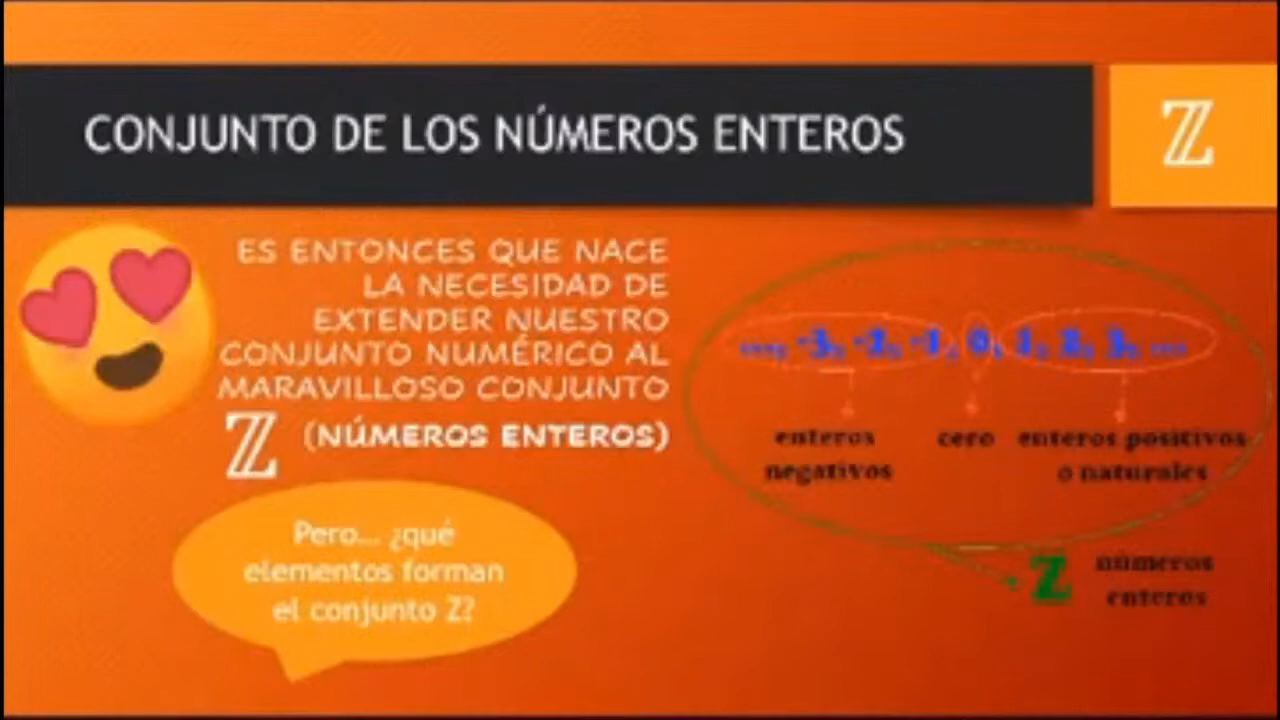 CONJUNTO DE LOS NÚMEROS ENTEROS
ℤ
ES ENTONCES QUE NACE
LA NECESIDAD DE
EXTENDER NUESTRO
CONJUNTO NUMÉRICO AL
MARAVILLOSO CONJUNTO
ℤ (NÚMEROS ENTEROS)
Pero... ¿qué
elementos forman
el conjunto Z?
..., -3, -2, -1, 0, 1, 2, 3, ...
enteros
negativos
cero
enteros positivos
o naturales
ℤ
números
enteros